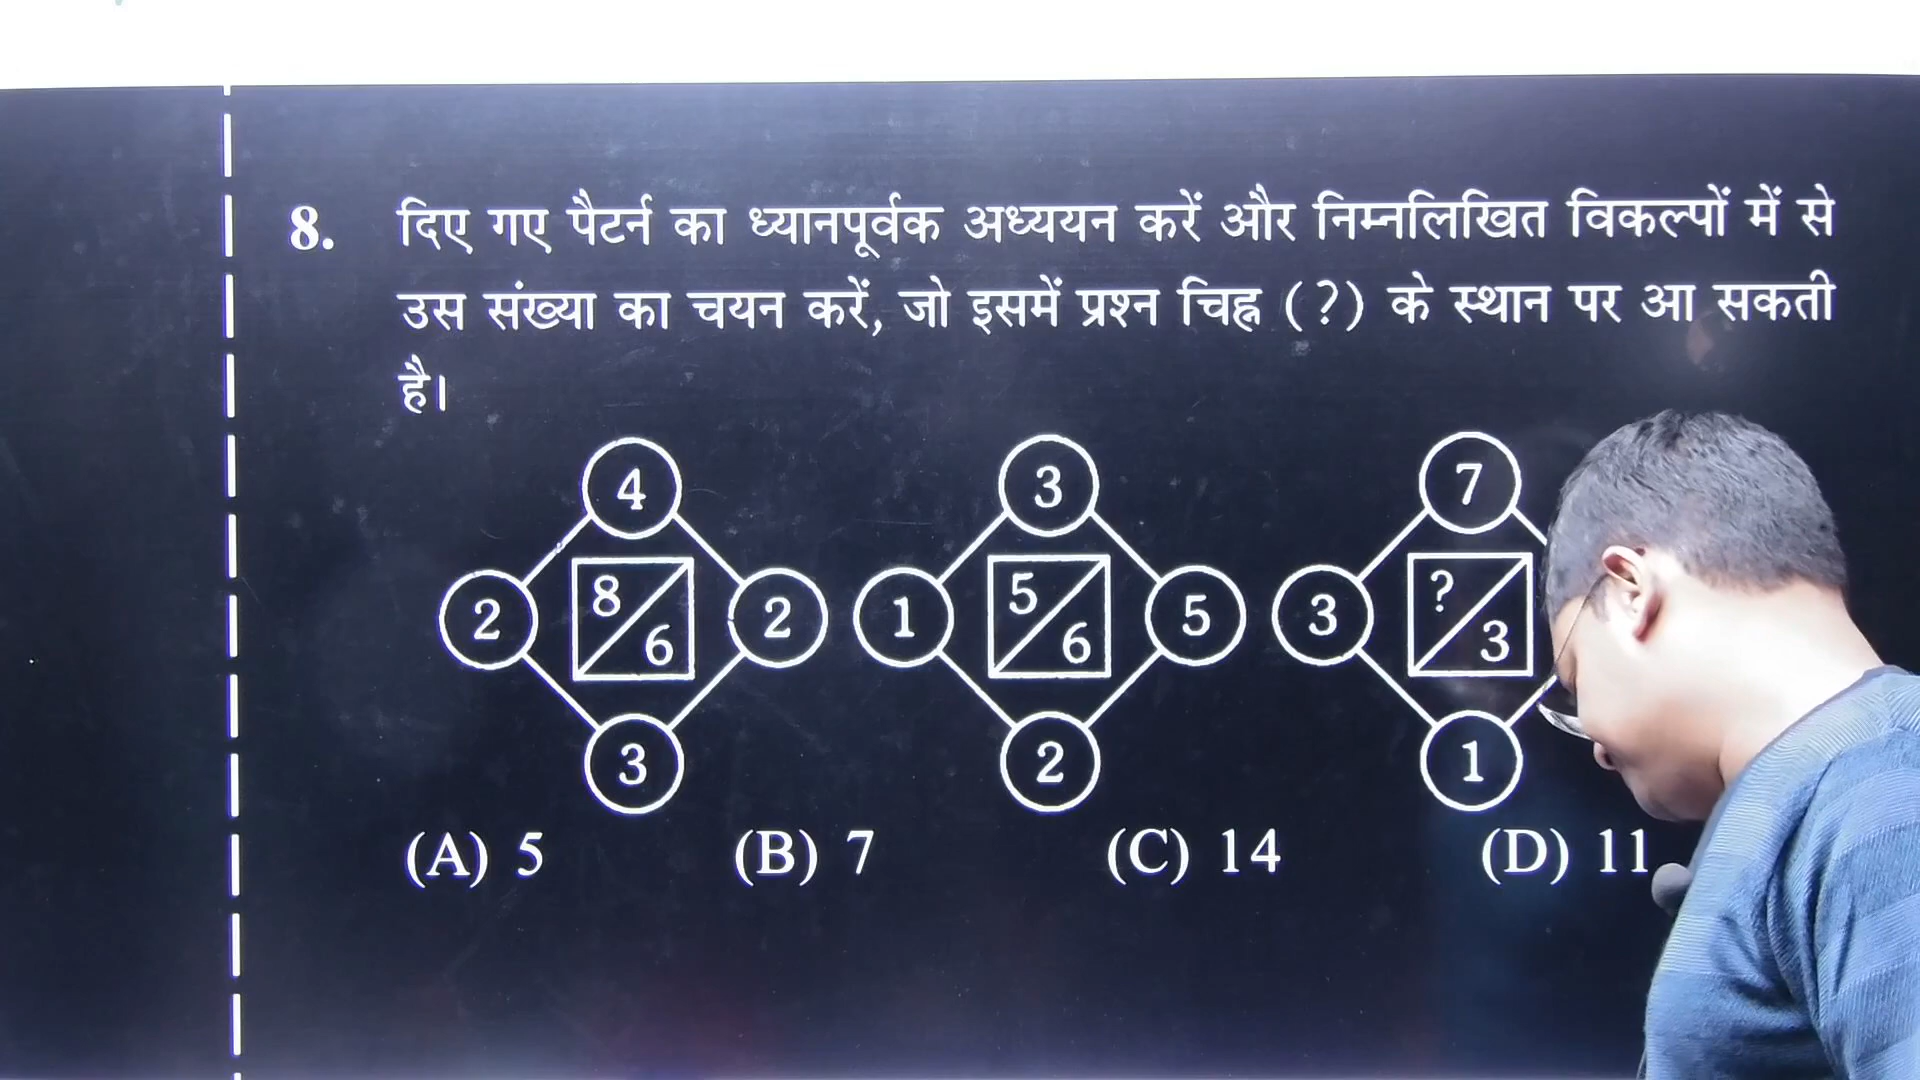 8. दिए गए पैटर्न का ध्यानपूर्वक अध्ययन करें और निम्नलिखित विकल्पों में से
उस संख्या का चयन करें, जो इसमें प्रश्न चिह्न (?) के स्थान पर आ सकती
है।
4 3 7
8 5 ?
2 2 1 5 3
6 6 3
3 2 1
(A) 5 (B) 7 (C) 14 (D) 11